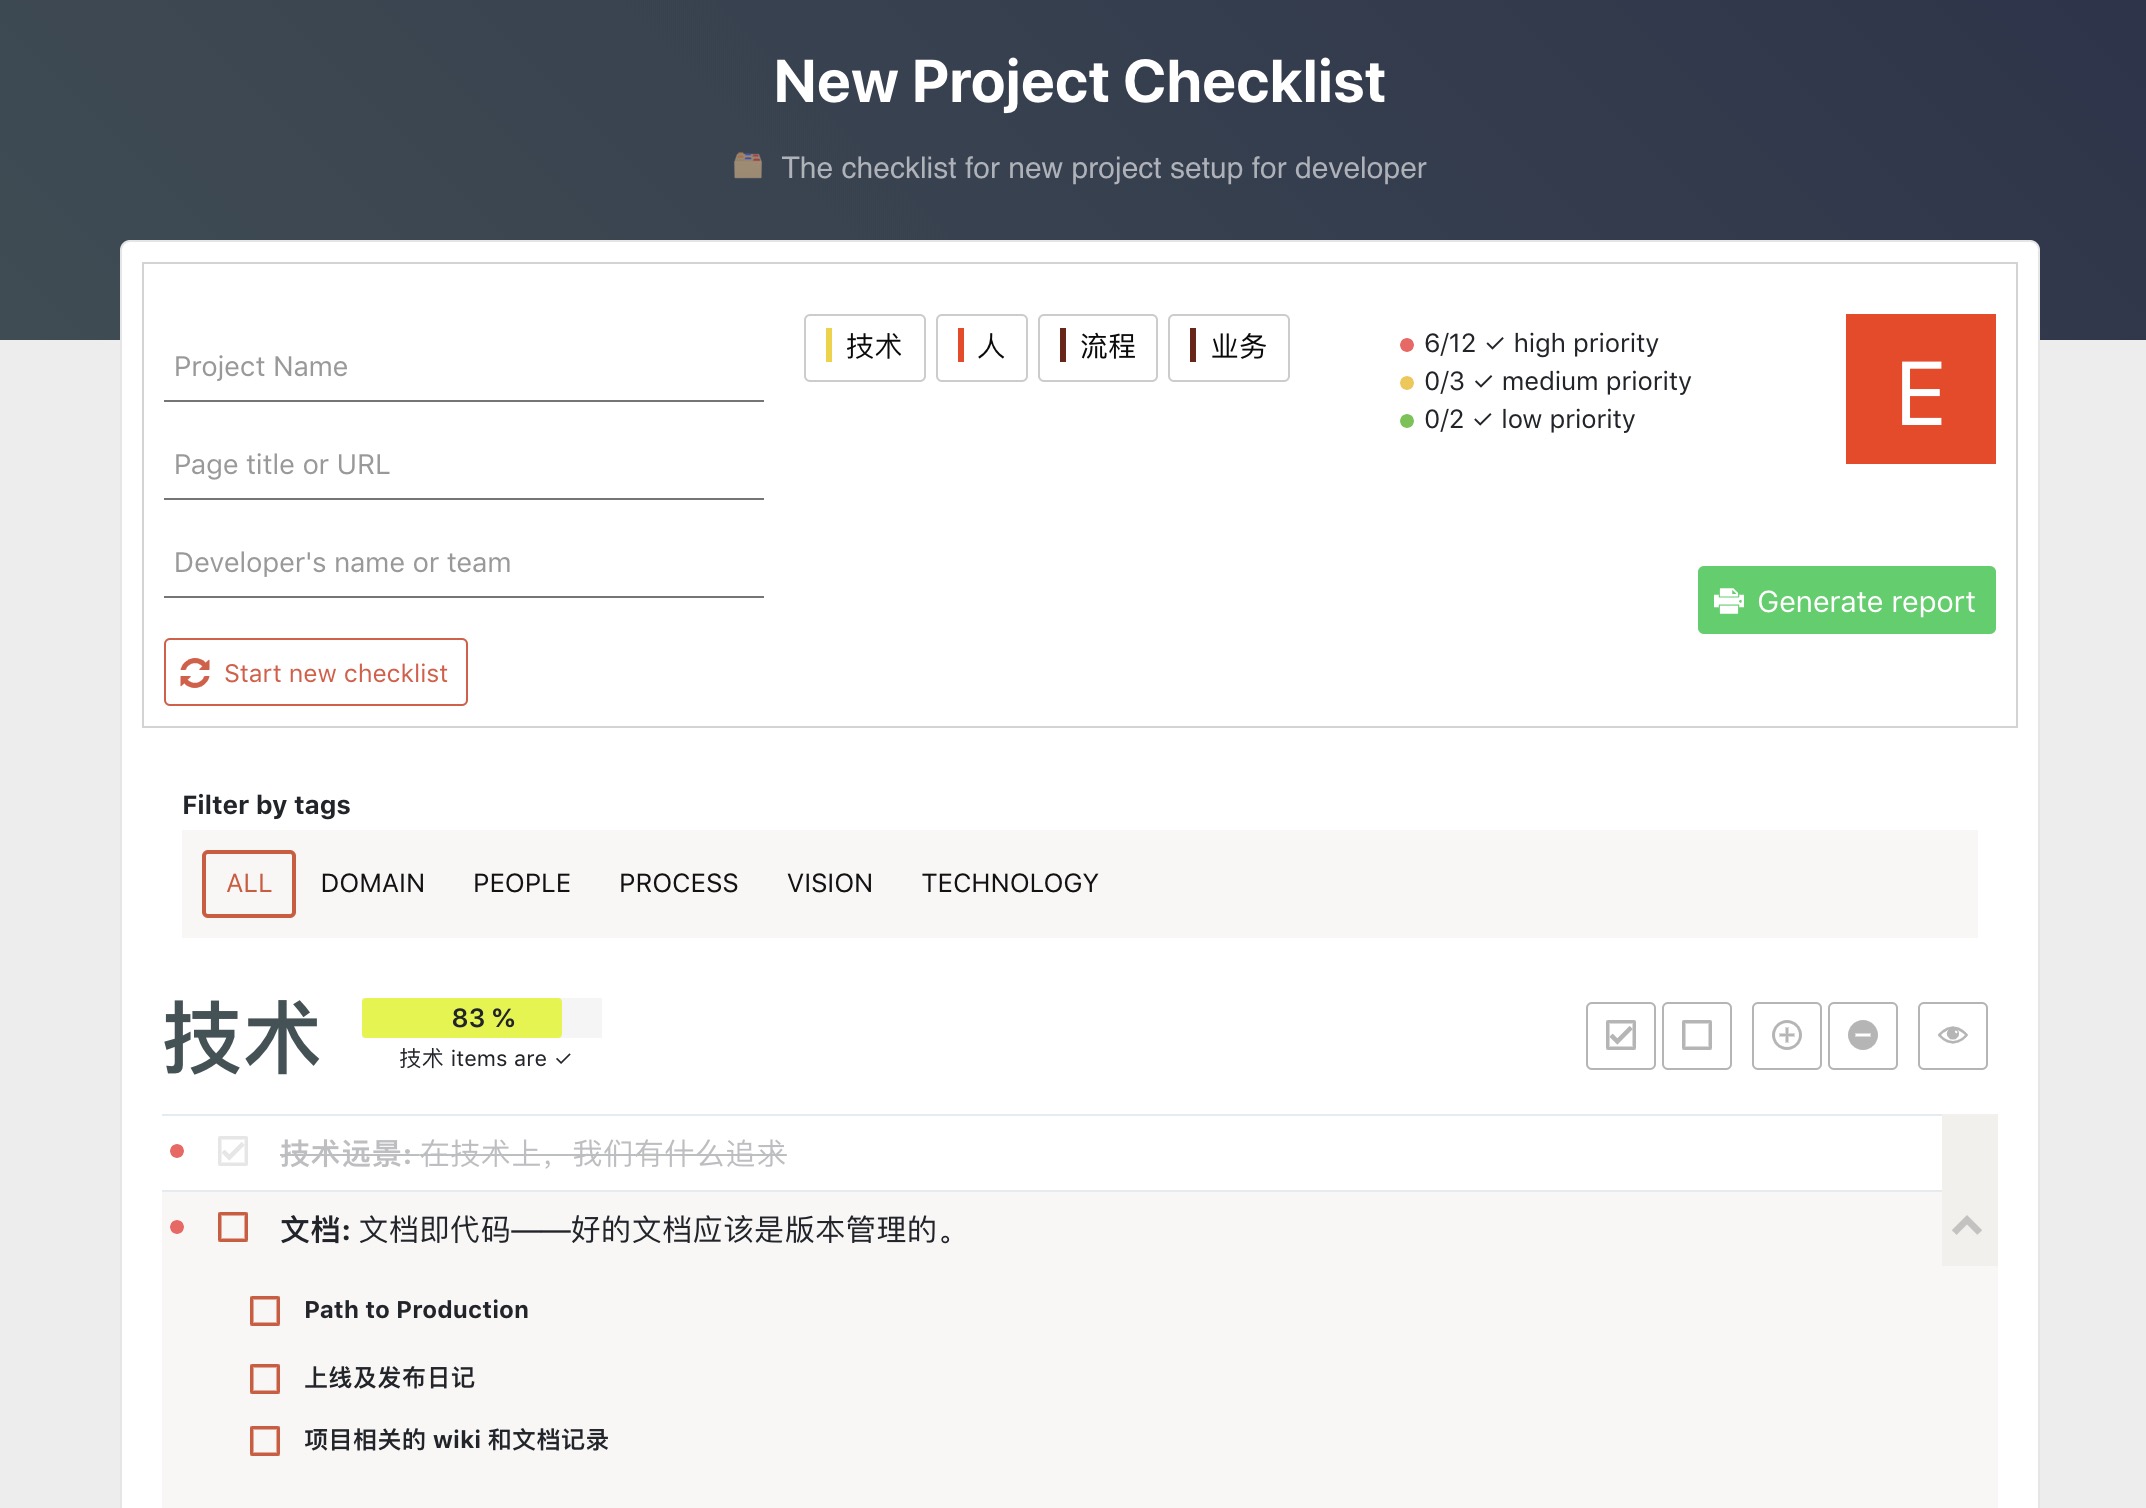 New Project Checklist
The checklist for new project setup for developer
Project Name
Page title or URL
Developer's name or team
Start new checklist
技术 人 流程 业务
6/12 ✓ high priority
0/3 ✓ medium priority
0/2 ✓ low priority
E
Generate report
Filter by tags
ALL DOMAIN PEOPLE PROCESS VISION TECHNOLOGY
技术
83 %
技术 items are ✓
技术远景: 在技术上，我们有什么追求
文档: 文档即代码——好的文档应该是版本管理的。
Path to Production
上线及发布日记
项目相关的 wiki 和文档记录